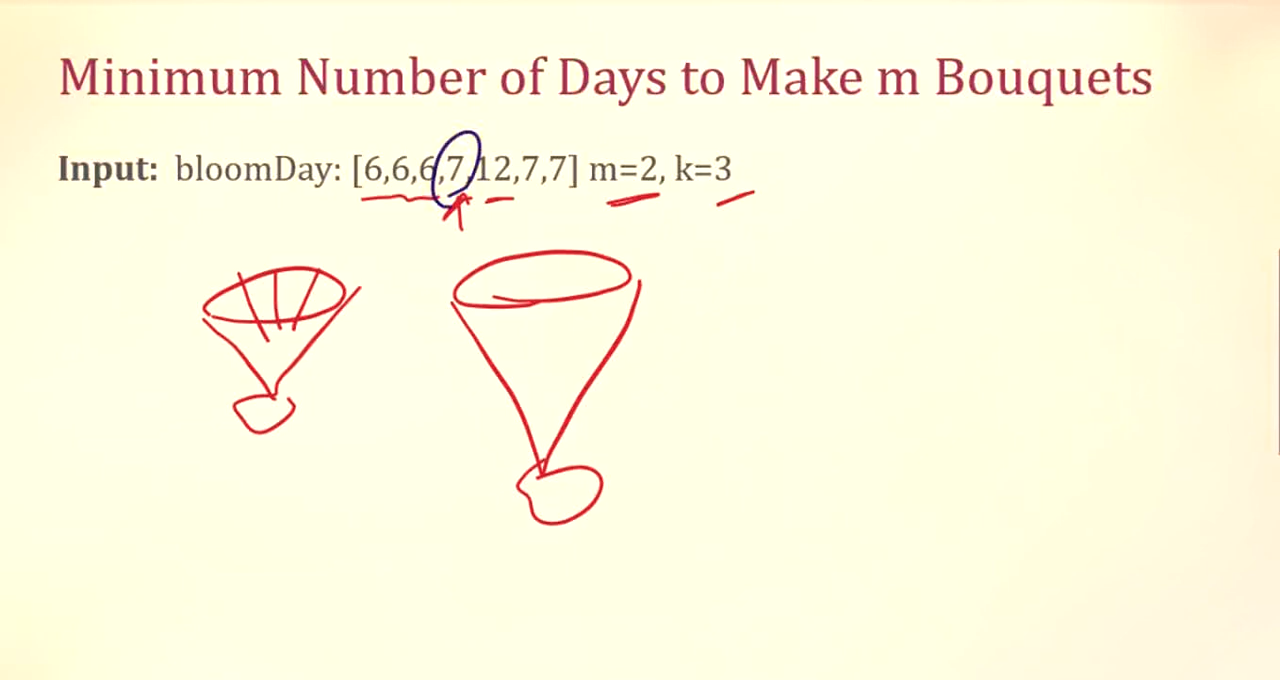 Minimum Number of Days to Make m Bouquets
Input: bloomDay: [6,6,6,7,12,7,7] m=2, k=3